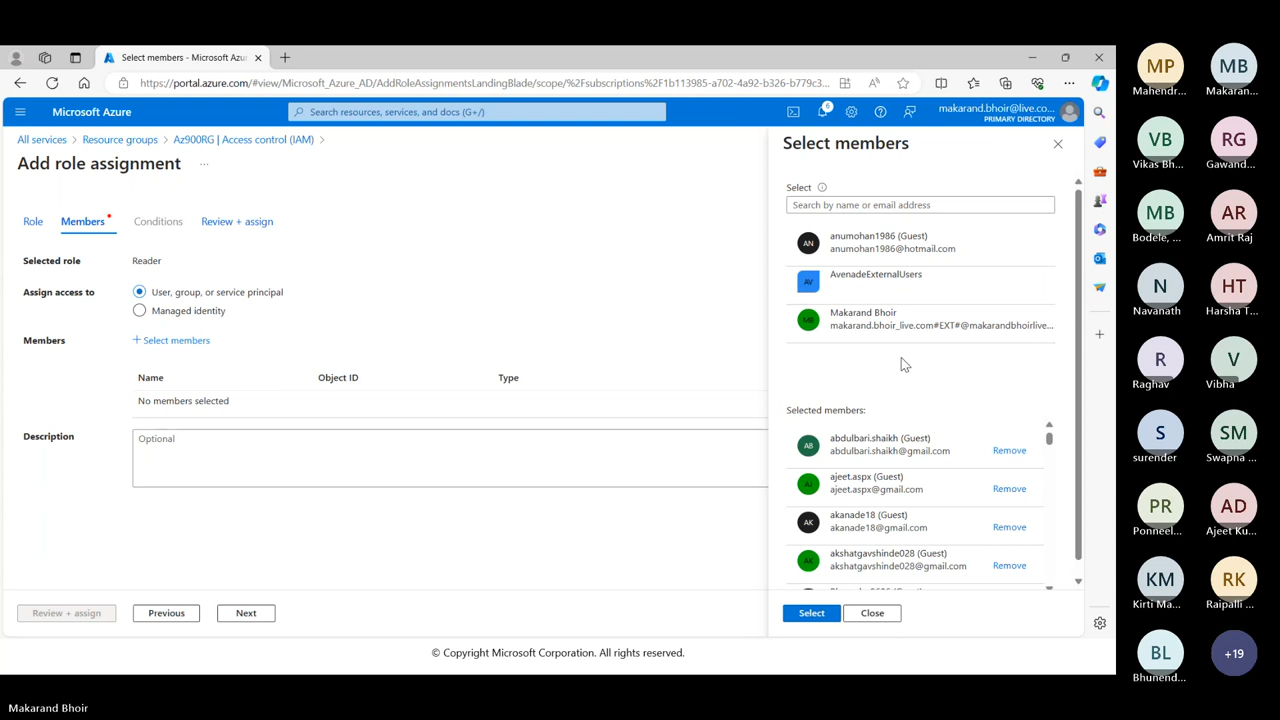 Select members - Microsoft Azu
https://portal.azure.com/#view/Microsoft_Azure_AD/AddRoleAssignmentsLandingBlade/scope/%2Fsubscriptions%2F1b113985-a702-4a92-b326-b779c3...
Microsoft Azure
Search resources, services, and docs (G+/)
6
makarand.bhoir@live.co...
PRIMARY DIRECTORY
All services > Resource groups > Az900RG | Access control (IAM) >
Add role assignment
...
Role
Members
Conditions
Review + assign
Selected role
Reader
Assign access to
User, group, or service principal
Managed identity
Members
+ Select members
Name
Object ID
Type
No members selected
Description
Optional
Review + assign
Previous
Next
Select members
Select
Search by name or email address
AN
anumohan1986 (Guest)
anumohan1986@hotmail.com
AV
AvenadeExternalUsers
MB
Makarand Bhoir
makarand.bhoir_live.com#EXT#@makarandbhoirlive...
Selected members:
AB
abdulbari.shaikh (Guest)
abdulbari.shaikh@gmail.com
Remove
AJ
ajeet.aspx (Guest)
ajeet.aspx@gmail.com
Remove
AK
akanade18 (Guest)
akanade18@gmail.com
Remove
AK
akshatgavshinde028 (Guest)
akshatgavshinde028@gmail.com
Remove
Select
Close
© Copyright Microsoft Corporation. All rights reserved.
MP
Mahendr...
MB
Makaran...
VB
Vikas Bh...
RG
Gawand...
MB
Bodele, ...
AR
Amrit Raj
N
Navanath
HT
Harsha T...
R
Raghav
V
Vibha
S
surender
SM
Swapna ...
PR
Ponneel...
AD
Ajeet Ku...
KM
Kirti Ma...
RK
Raipalli ...
BL
Bhunend...
+19
Makarand Bhoir